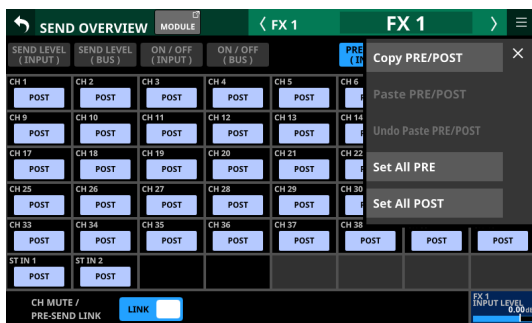 SEND OVERVIEW MODULE FX 1 FX 1
SEND LEVEL SEND LEVEL ON / OFF ON / OFF PRE
( INPUT ) ( BUS ) ( INPUT ) ( BUS )
Copy PRE/POST
Paste PRE/POST
Undo Paste PRE/POST
Set All PRE
Set All POST
CH 1 CH 2 CH 3 CH 4 CH 5 CH 6
POST POST POST POST POST
CH 9 CH 10 CH 11 CH 12 CH 13 CH 14
POST POST POST POST POST
CH 17 CH 18 CH 19 CH 20 CH 21 CH 22
POST POST POST POST POST
CH 25 CH 26 CH 27 CH 28 CH 29 CH 30
POST POST POST POST POST
CH 33 CH 34 CH 35 CH 36 CH 37 CH 38
POST POST POST POST POST POST POST POST
ST IN 1 ST IN 2
POST POST
CH MUTE /
PRE-SEND LINK
LINK
FX 1
INPUT LEVEL
0.00